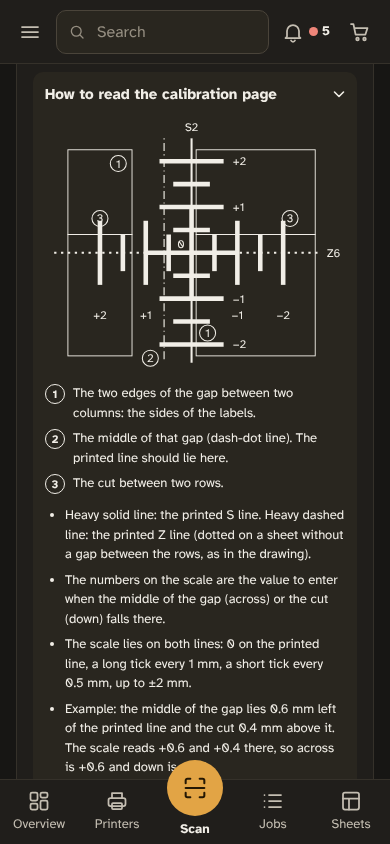 Search
5
How to read the calibration page
S2
1
+2
+1
3
3
0
Z6
+2
+1
−1
−1
−2
1
2
−2
1 The two edges of the gap between two
columns: the sides of the labels.
2 The middle of that gap (dash-dot line). The
printed line should lie here.
3 The cut between two rows.
• Heavy solid line: the printed S line. Heavy dashed
line: the printed Z line (dotted on a sheet without
a gap between the rows, as in the drawing).
• The numbers on the scale are the value to enter
when the middle of the gap (across) or the cut
(down) falls there.
• The scale lies on both lines: 0 on the printed
line, a long tick every 1 mm, a short tick every
0.5 mm, up to ±2 mm.
• Example: the middle of the gap lies 0.6 mm left
of the printed line and the cut 0.4 mm above it.
The scale reads +0.6 and +0.4 there, so across
is +0.6 and down is
Overview
Printers
Scan
Jobs
Sheets